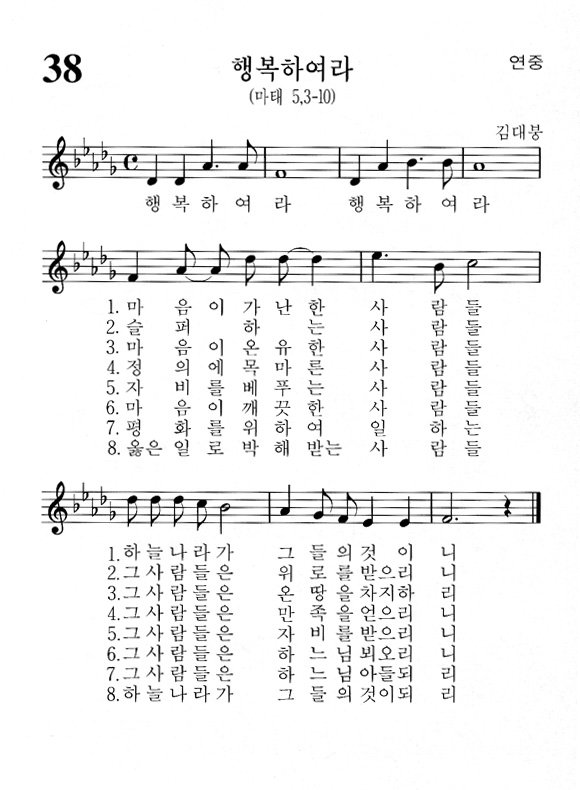 38
행복하여라
연중
(마태 5,3-10)
김대붕
행 복 하 여 라 행 복 하 여 라
1. 마 음 이 가 난 한 사 람 들
2. 슬 퍼 하 는 사 람 들
3. 마 음 이 온 유 한 사 람 들
4. 정 의 에 목 마 른 사 람 들
5. 자 비 를 베 푸 는 사 람 들
6. 마 음 이 깨 끗 한 사 람 들
7. 평 화 를 위 하 여 일 하 는
8. 옳은 일 로 박 해 받는 사 람 들
1. 하 늘 나 라 가 그 들 의 것 이 니
2. 그 사 람 들 은 위 로 를 받으리 니
3. 그 사 람 들 은 온 땅 을 차지하 리
4. 그 사 람 들 은 만 족 을 얻으리 니
5. 그 사 람 들 은 자 비 를 받으리 니
6. 그 사 람 들 은 하 느 님 뵈오리 니
7. 그 사 람 들 은 하 느 님 아들되 리
8. 하 늘 나 라 가 그 들 의 것이되 리